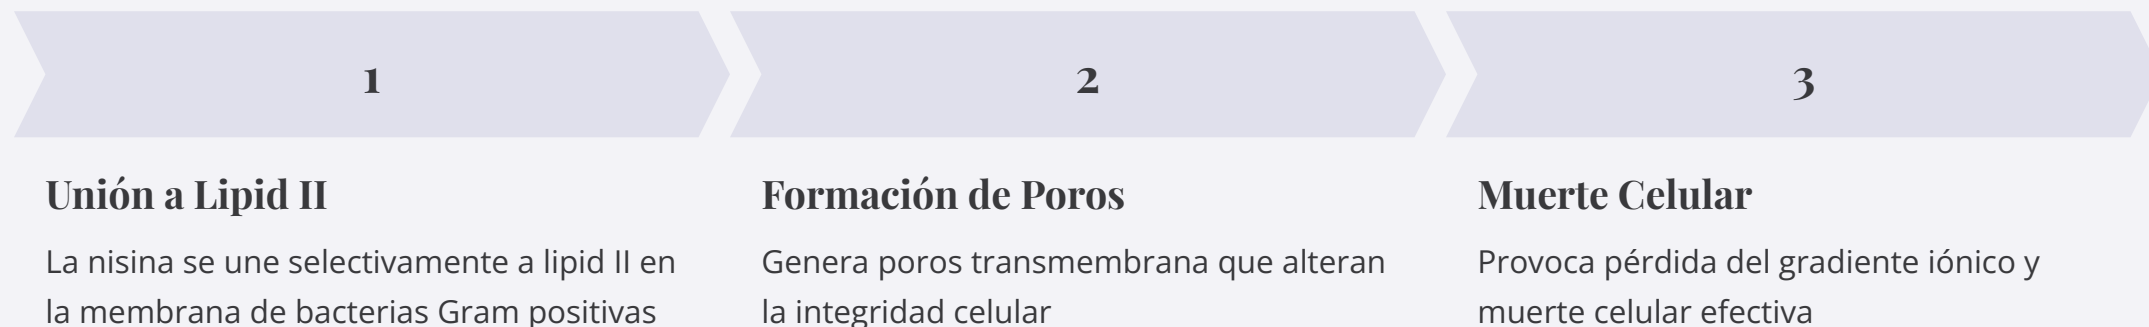 1
2
3
Unión a Lipid II
La nisina se une selectivamente a lipid II en
la membrana de bacterias Gram positivas
Formación de Poros
Genera poros transmembrana que alteran
la integridad celular
Muerte Celular
Provoca pérdida del gradiente iónico y
muerte celular efectiva